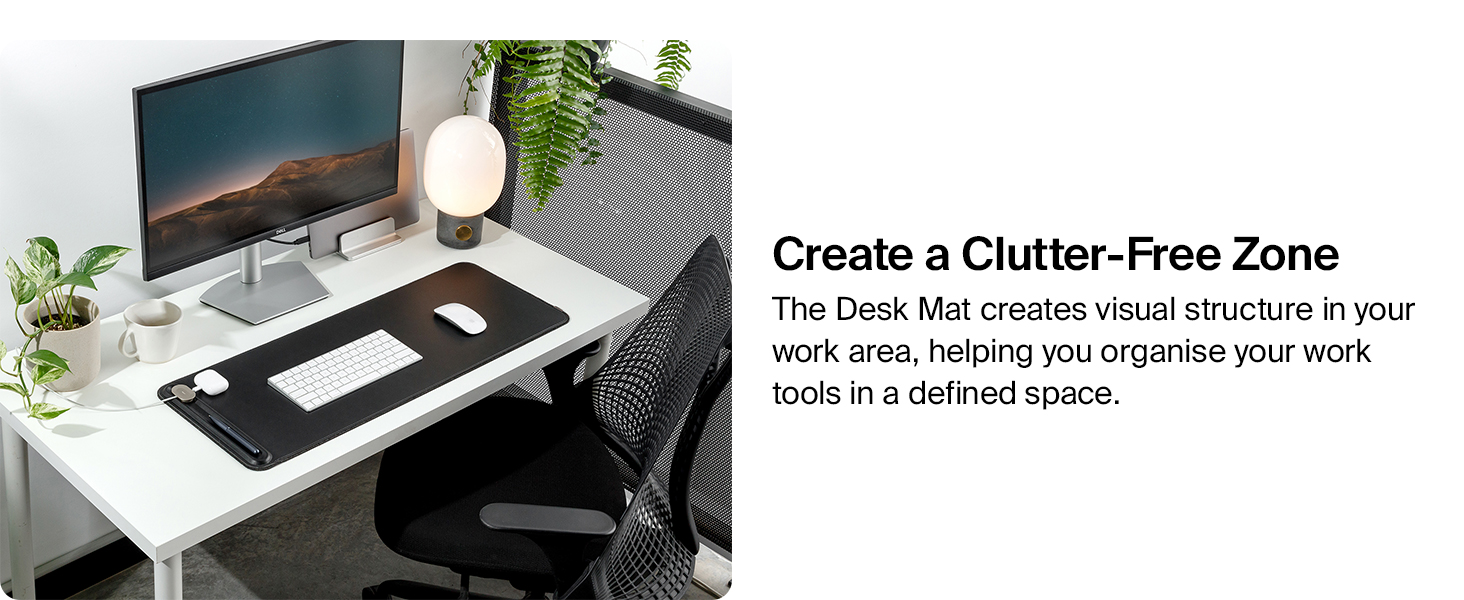 DELL
Create a Clutter-Free Zone
The Desk Mat creates visual structure in your
work area, helping you organise your work
tools in a defined space.